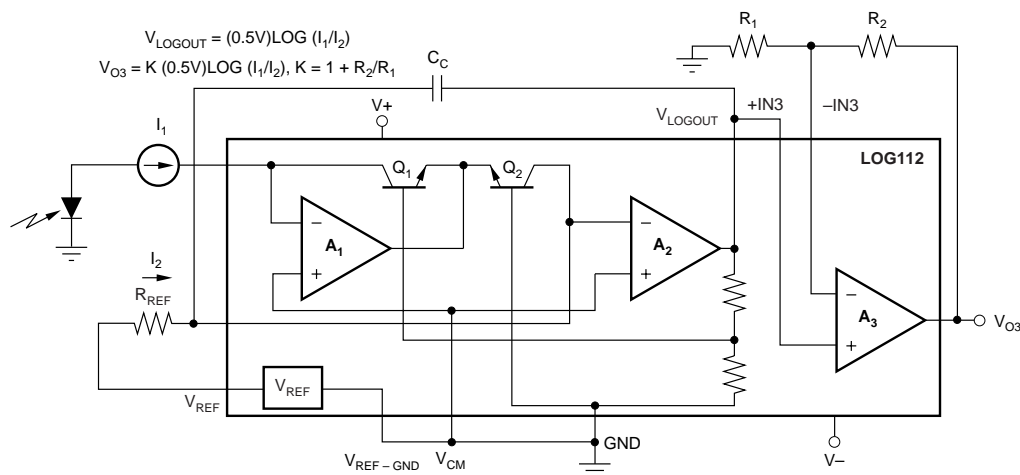 V_LOGOUT = (0.5V)LOG (I_1/I_2)
V_O3 = K (0.5V)LOG (I_1/I_2), K = 1 + R_2/R_1
R_1
R_2
C_C
V+
V_LOGOUT
+IN3
–IN3
I_1
LOG112
Q_1
Q_2
–
A_1
+
–
A_2
+
I_2
R_REF
–
A_3
+
V_O3
V_REF
V_REF
V_REF – GND
V_CM
GND
V–